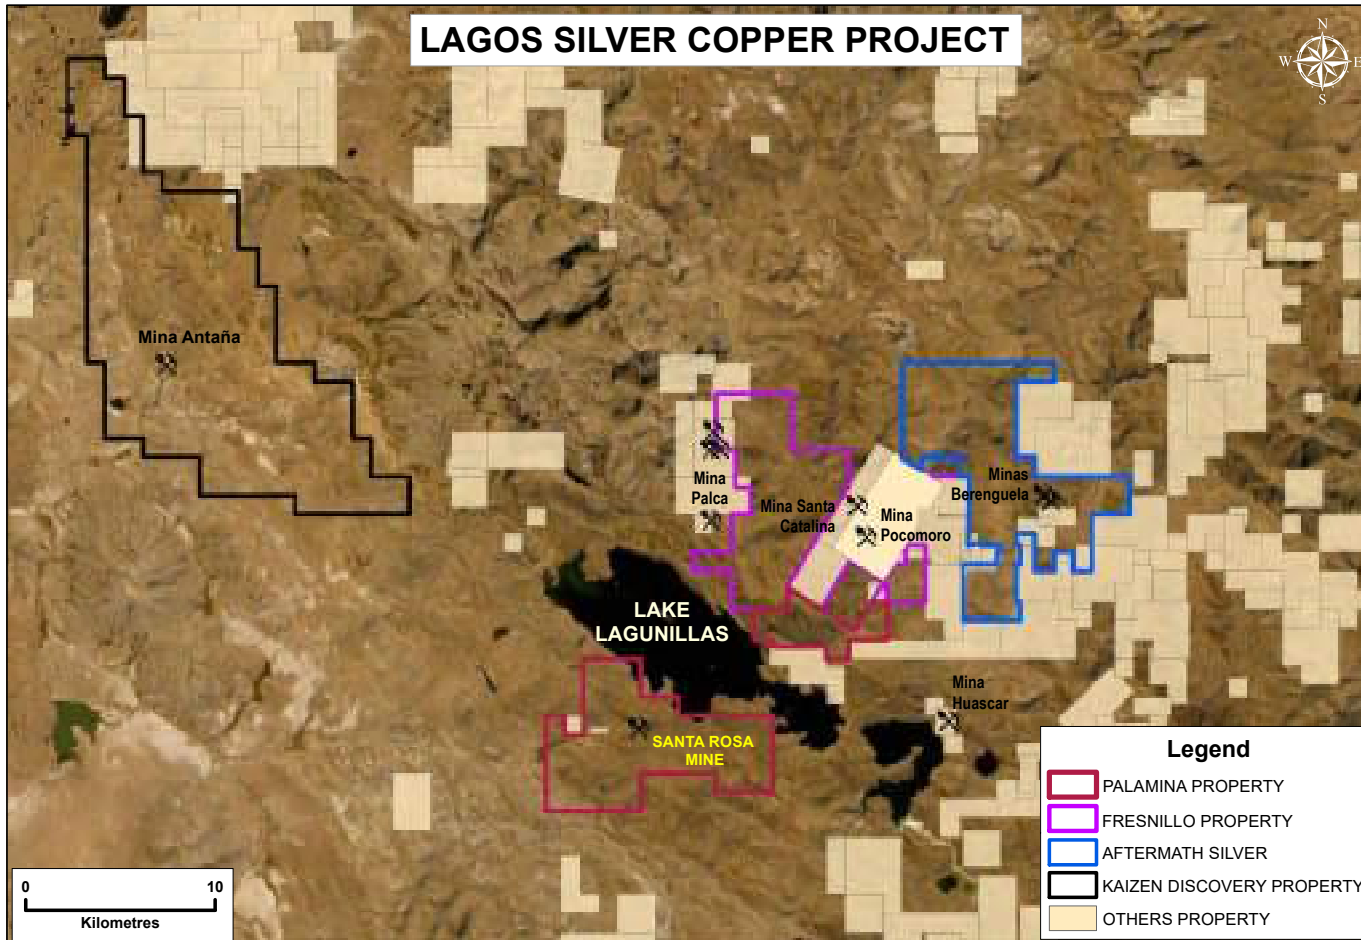 LAGOS SILVER COPPER PROJECT
N
W E
S
Mina Antaña
Mina
Palca
Mina Santa
Catalina
Mina
Pocomoro
Minas
Berenguela
LAKE
LAGUNILLAS
Mina
Huascar
SANTA ROSA
MINE
Legend
PALAMINA PROPERTY
FRESNILLO PROPERTY
AFTERMATH SILVER
KAIZEN DISCOVERY PROPERTY
OTHERS PROPERTY
0 10
Kilometres